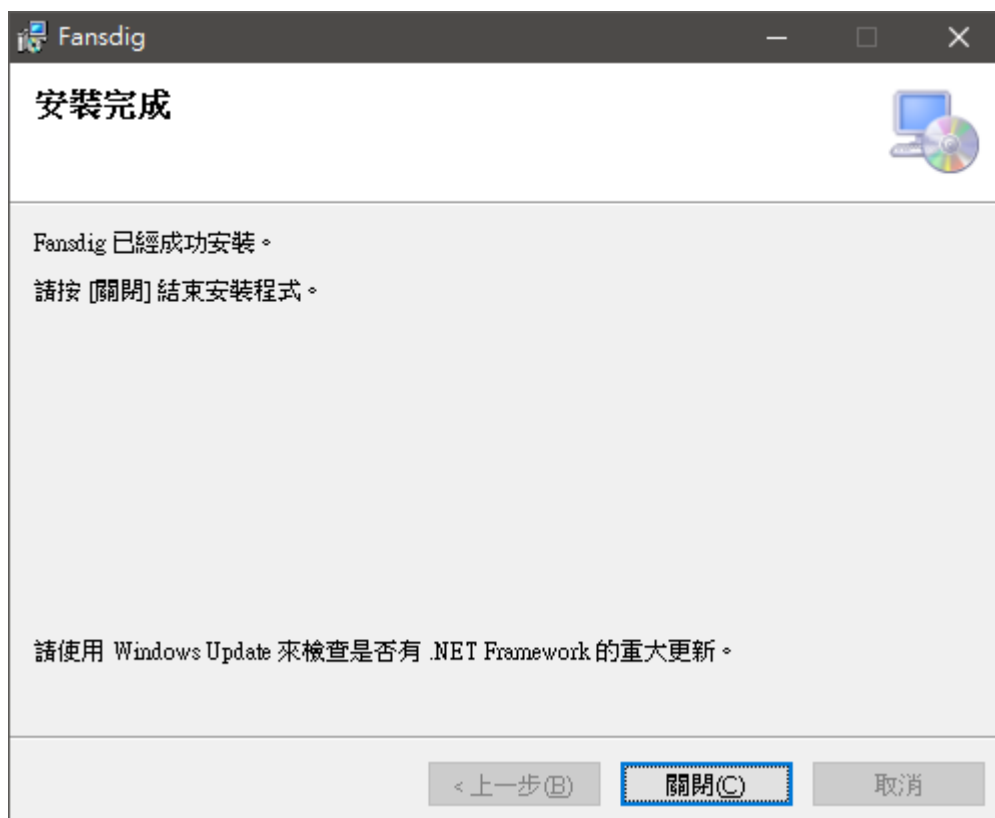 Fansdig
安裝完成
Fansdig 已經成功安裝。
請按 [關閉] 結束安裝程式。
請使用 Windows Update 來檢查是否有 .NET Framework 的重大更新。
< 上一步(B)
關閉(C)
取消